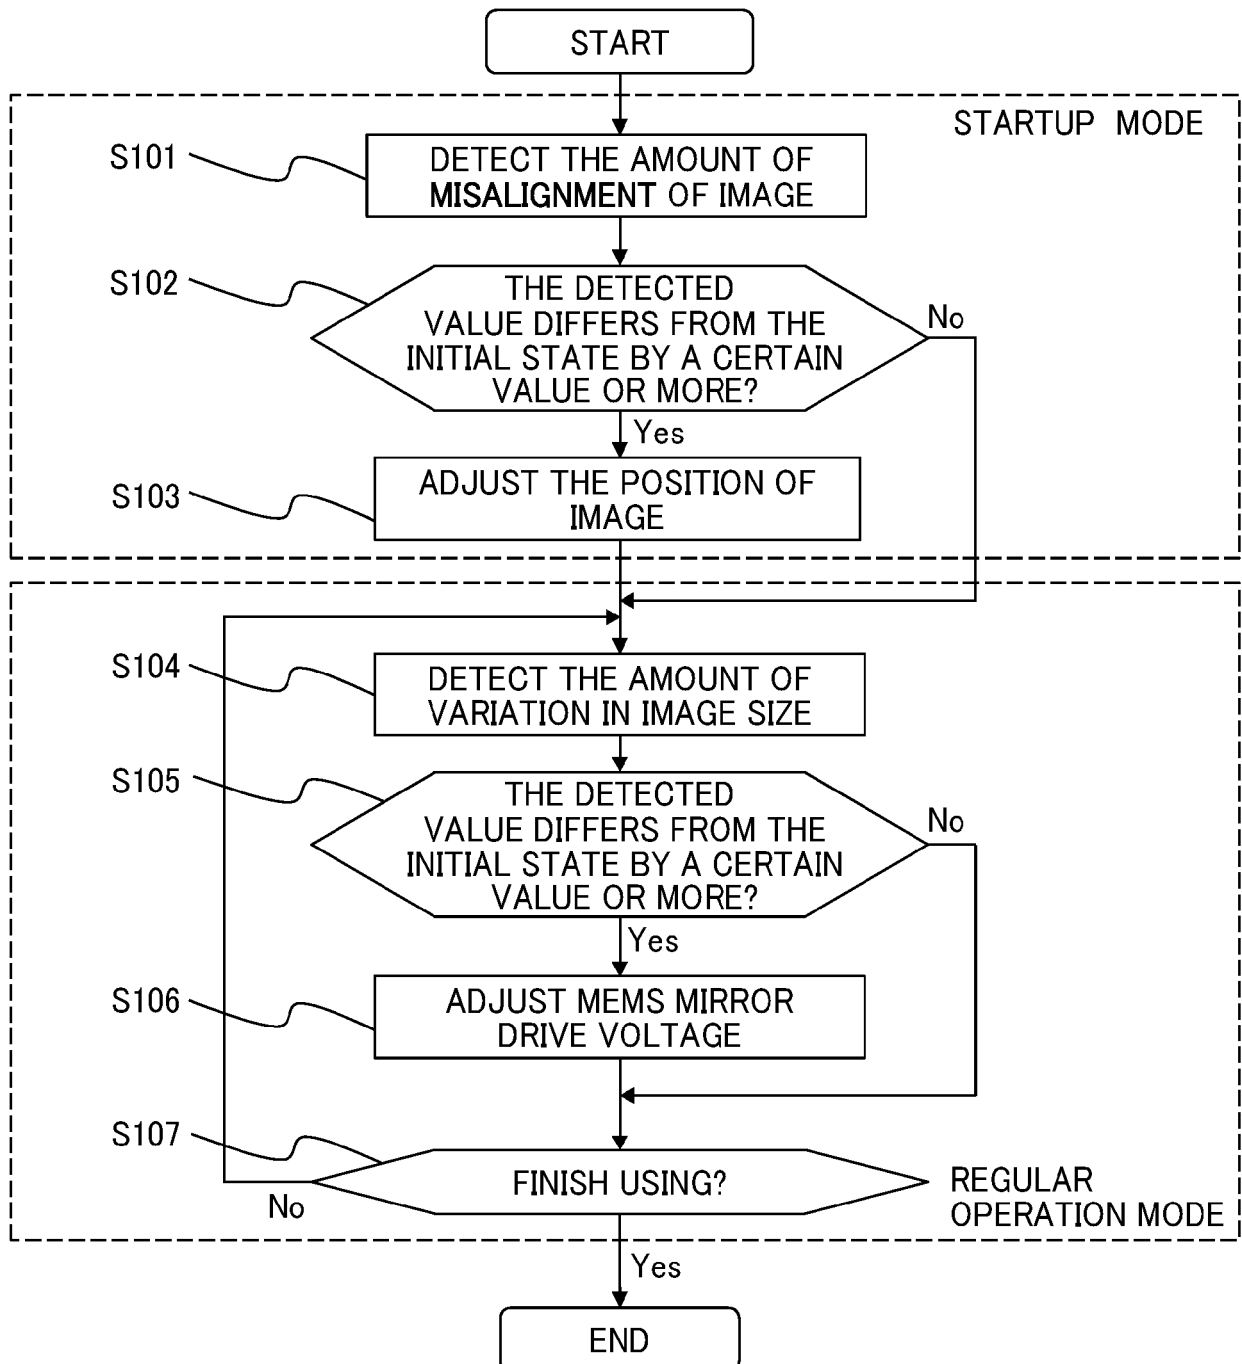 START
STARTUP MODE
S101
DETECT THE AMOUNT OF
MISALIGNMENT OF IMAGE
S102
THE DETECTED
VALUE DIFFERS FROM THE
INITIAL STATE BY A CERTAIN
VALUE OR MORE?
No
Yes
S103
ADJUST THE POSITION OF
IMAGE
S104
DETECT THE AMOUNT OF
VARIATION IN IMAGE SIZE
S105
THE DETECTED
VALUE DIFFERS FROM THE
INITIAL STATE BY A CERTAIN
VALUE OR MORE?
No
Yes
S106
ADJUST MEMS MIRROR
DRIVE VOLTAGE
S107
FINISH USING?
No
REGULAR
OPERATION MODE
Yes
END